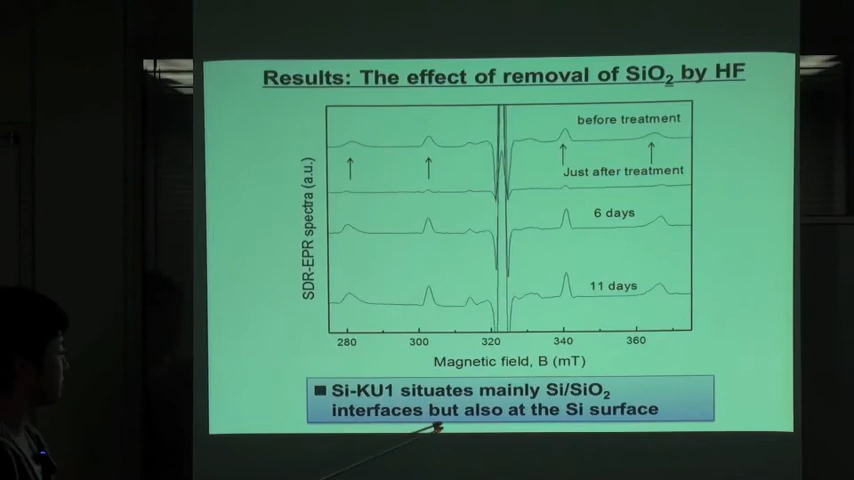 Results: The effect of removal of SiO₂ by HF
before treatment
Just after treatment
6 days
11 days
SDR-EPR spectra (a.u.)
280 300 320 340 360
Magnetic field, B (mT)
■ Si-KU1 situates mainly Si/SiO₂
interfaces but also at the Si surface